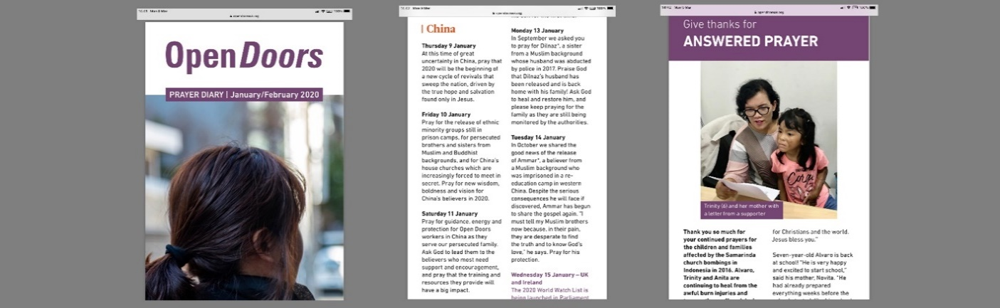 Mon 9 Mar
100%
OpenDoors
PRAYER DIARY | January/February 2020
Mon 9 Mar
100%
China
Thursday 9 January
At this time of great
uncertainty in China, pray that
2020 will be the beginning of
a new cycle of revivals that
sweep the nation, driven by
the true hope and salvation
found only in Jesus.
Friday 10 January
Pray for the release of ethnic
minority groups still in
prison camps, for persecuted
brothers and sisters from
Muslim and Buddhist
backgrounds, and for China's
house churches which are
increasingly forced to meet in
secret. Pray for new wisdom,
boldness and vision for
China's believers in 2020.
Saturday 11 January
Pray for guidance, energy and
protection for Open Doors
workers in China as they
serve our persecuted family.
Ask God to lead them to the
believers who most need
support and encouragement,
and pray that the training and
resources they provide will
have a big impact.
Monday 13 January
In September we asked you
to pray for Dilnaz*, a sister
from a Muslim background
whose husband was abducted
by police in 2017. Praise God
that Dilnaz's husband has
been released and is back
home with his family! Ask God
to heal and restore him, and
please keep praying for the
family as they are still being
monitored by the authorities.
Tuesday 14 January
In October we shared the
good news of the release
of Ammar*, a believer from
a Muslim background who
was imprisoned in a re-
education camp in western
China. Despite the serious
consequences he will face if
discovered, Ammar has begun
to share the gospel again. "I
must tell my Muslim brothers
now because, in their pain,
they are desperate to find
the truth and to know God's
love," he says. Pray for his
protection.
Wednesday 15 January – UK
and Ireland
The 2020 World Watch List is
being launched in Parliament
Mon 9 Mar
100%
Give thanks for
ANSWERED PRAYER
Corgi
Trinity (6) and her mother with
a letter from a supporter
Thank you so much for
your continued prayers for
the children and families
affected by the Samarinda
church bombings in
Indonesia in 2016. Alvaro,
Trinity and Anita are
continuing to heal from the
awful burn injuries and
for Christians and the world.
Jesus bless you."
Seven-year-old Alvaro is back
at school! "He is very happy
and excited to start school,"
said his mother, Novita. "He
had already prepared
everything weeks before the